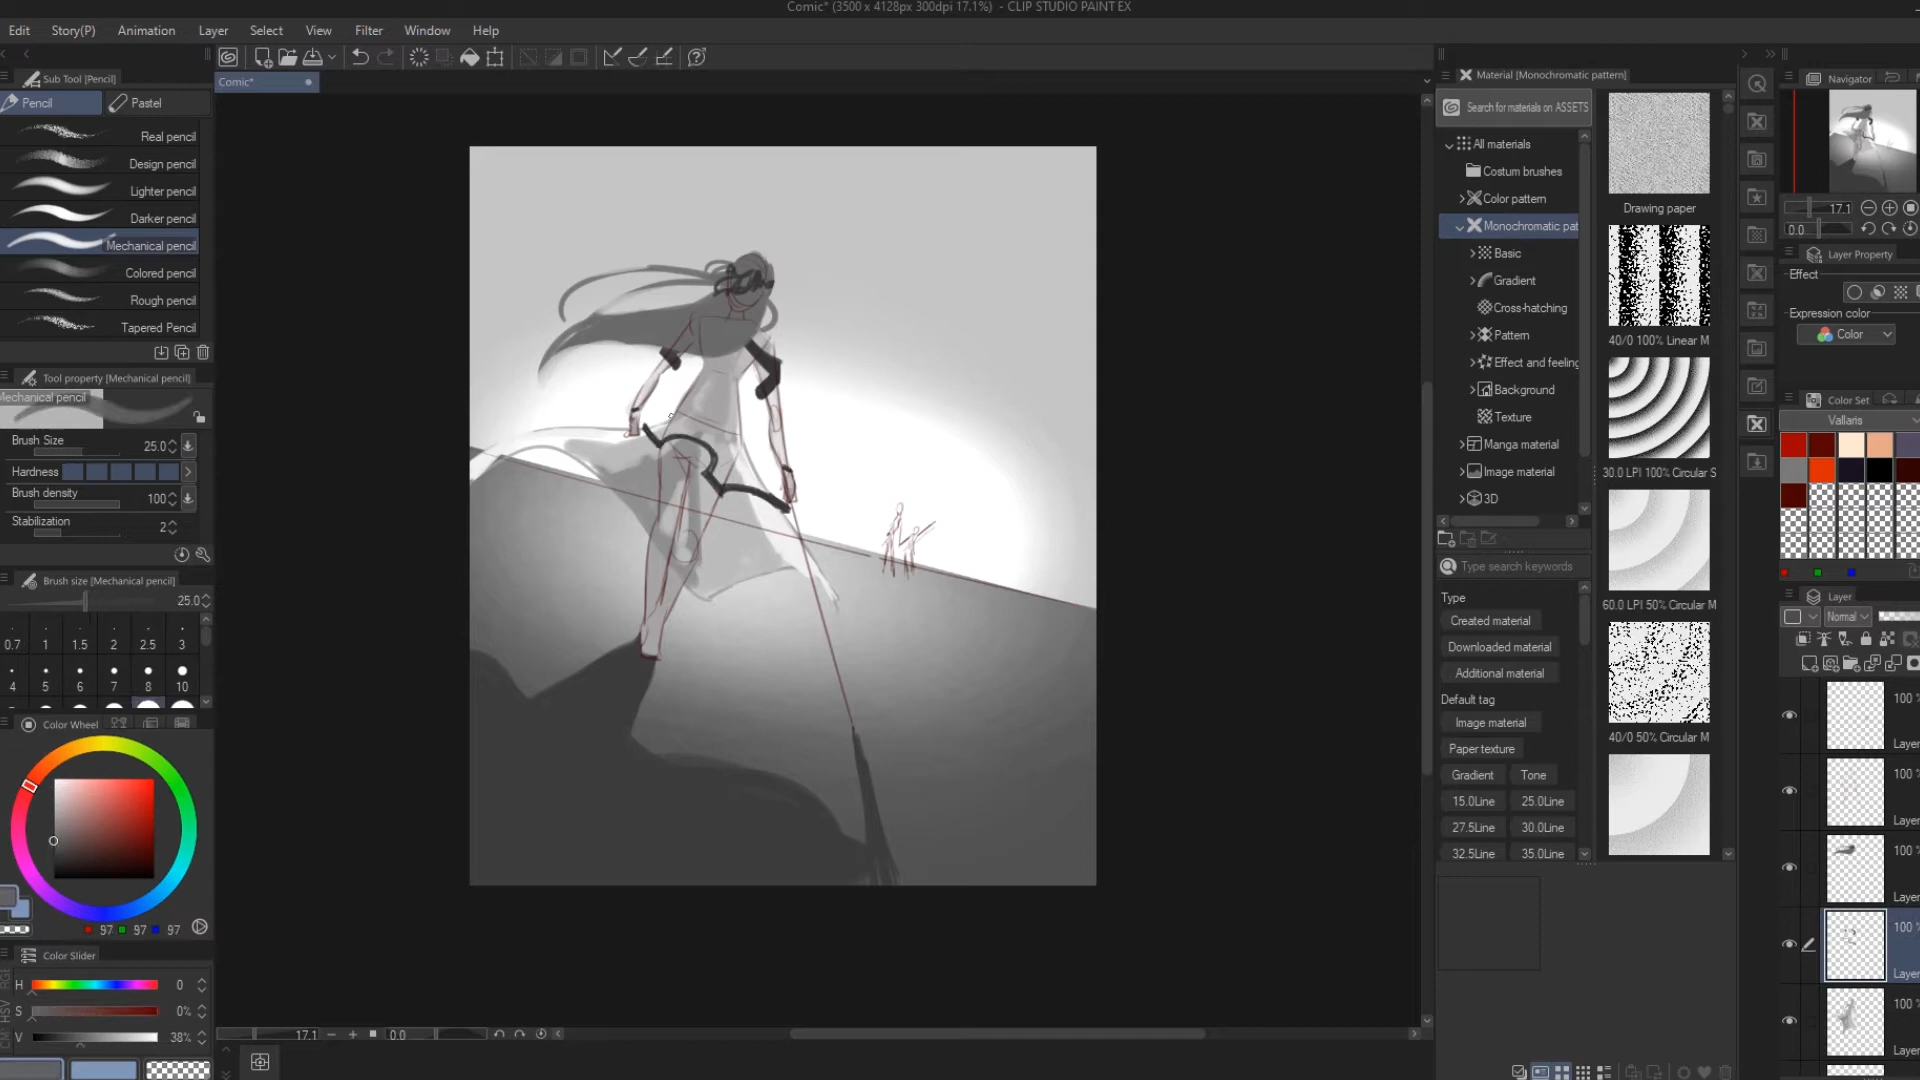 Comic* (3500 x 4128px 300dpi 17.1%) - CLIP STUDIO PAINT EX
Edit Story(P) Animation Layer Select View Filter Window Help
Sub Tool [Pencil]
Comic*
Pencil Pastel
Real pencil
Design pencil
Lighter pencil
Darker pencil
Mechanical pencil
Colored pencil
Rough pencil
Tapered Pencil
Tool property [Mechanical pencil]
Mechanical pencil
Brush Size 25.0
Hardness
Brush density 100
Stabilization 2
Brush size [Mechanical pencil]
25.0
0.7 1 1.5 2 2.5 3
4 5 6 7 8 10
Color Wheel
97 97 97
Color Slider
H 0
S 0%
V 38%
17.1 0.0
Material [Monochromatic pattern]
Search for materials on ASSETS
All materials
Costum brushes
Color pattern
Monochromatic pat
Basic
Gradient
Cross-hatching
Pattern
Effect and feeling
Background
Texture
Manga material
Image material
3D
Type search keywords
Type
Created material
Downloaded material
Additional material
Default tag
Image material
Paper texture
Gradient Tone
15.0Line 25.0Line
27.5Line 30.0Line
32.5Line 35.0Line
Drawing paper
40/0 100% Linear M
30.0 LPI 100% Circular S
60.0 LPI 50% Circular M
40/0 50% Circular M
Navigator
17.1
0.0
Layer Property
Effect
Expression color
Color
Color Set
Vallaris
Layer
Normal
100 %
Layer
100 %
Layer
100 %
Layer
100 %
Layer
100 %
Layer